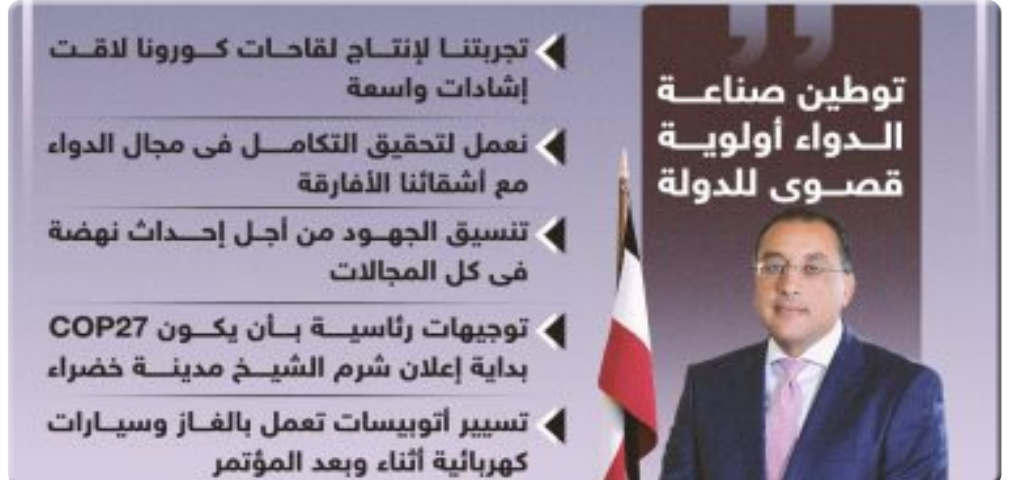 توطين صناعة
الدواء أولوية
قصوى للدولة
تجربتنا لإنتاج لقاحات كورونا لاقت
إشادات واسعة
نعمل لتحقيق التكامل فى مجال الدواء
مع أشقائنا الأفارقة
تنسيق الجهود من أجل إحداث نهضة
فى كل المجالات
توجيهات رئاسية بأن يكون COP27
بداية إعلان شرم الشيخ مدينة خضراء
تسيير أتوبيسات تعمل بالغاز وسيارات
كهربائية أثناء وبعد المؤتمر